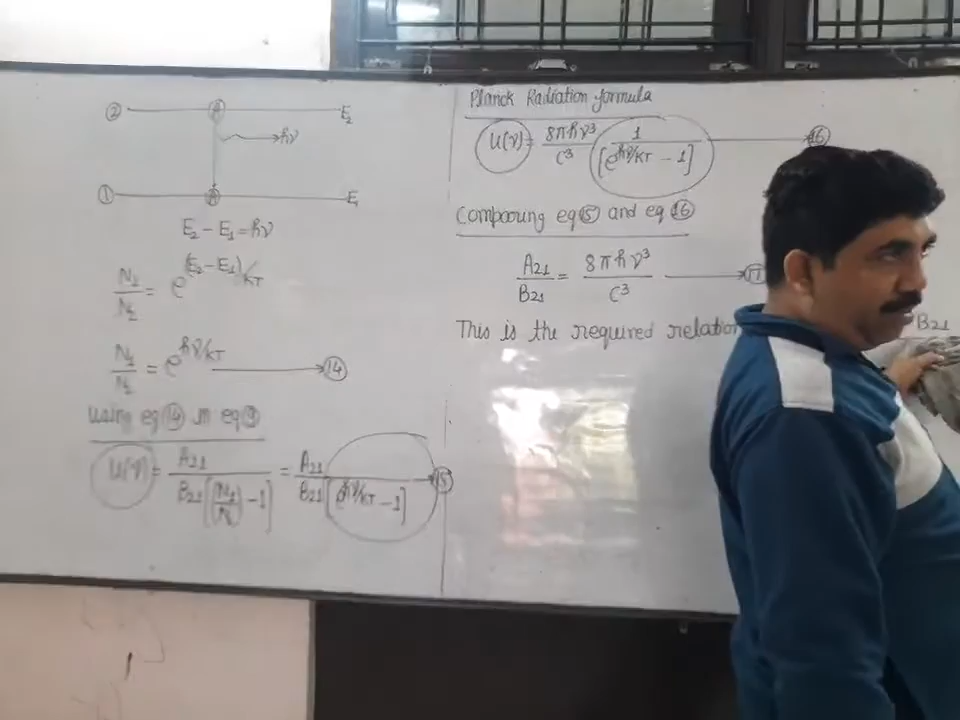 ② E₂
hν
① E₁
E₂ – E₁ = hν
N₁/N₂ = e^(E₂ – E₁)/KT
N₁/N₂ = e^hν/KT ⑭
using eq ⑭ in eq ⑨
u(ν) = A₂₁ / B₂₁[(N₁/N₂) – 1] = A₂₁ / B₂₁[e^hν/KT – 1] ⑮
Planck Radiation formula
u(ν) = 8πhν³/C³ 1/[e^hν/KT – 1] ⑯
Comparing eq ⑮ and eq ⑯
A₂₁/B₂₁ = 8πhν³/C³ ⑰
This is the required relation
B₂₁